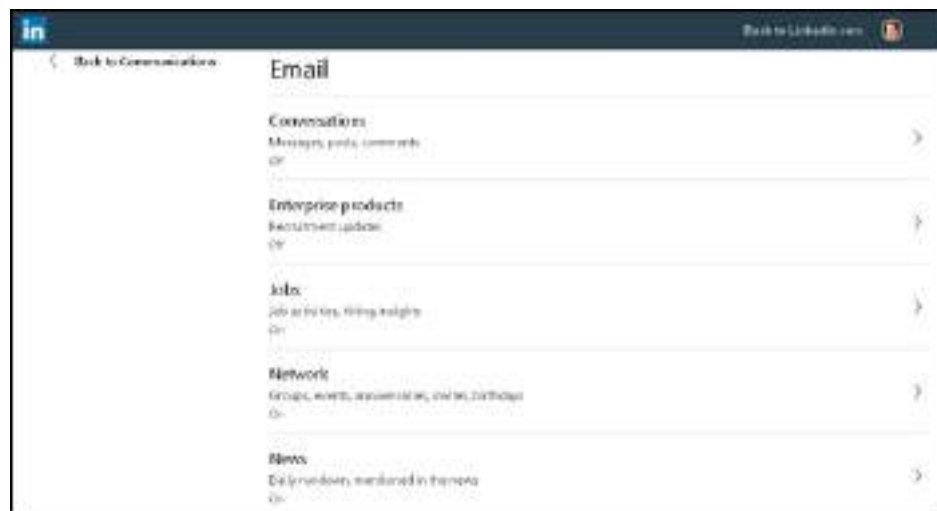 in
Back to LinkedIn.com
Back to Communications
Email
Conversations
Messages, posts, comments
Off
Enterprise products
Recruitment updates
Off
Jobs
Job activities, hiring insights
On
Network
Groups, events, anniversaries, invites, birthdays
On
News
Daily rundown, mentioned in the news
On